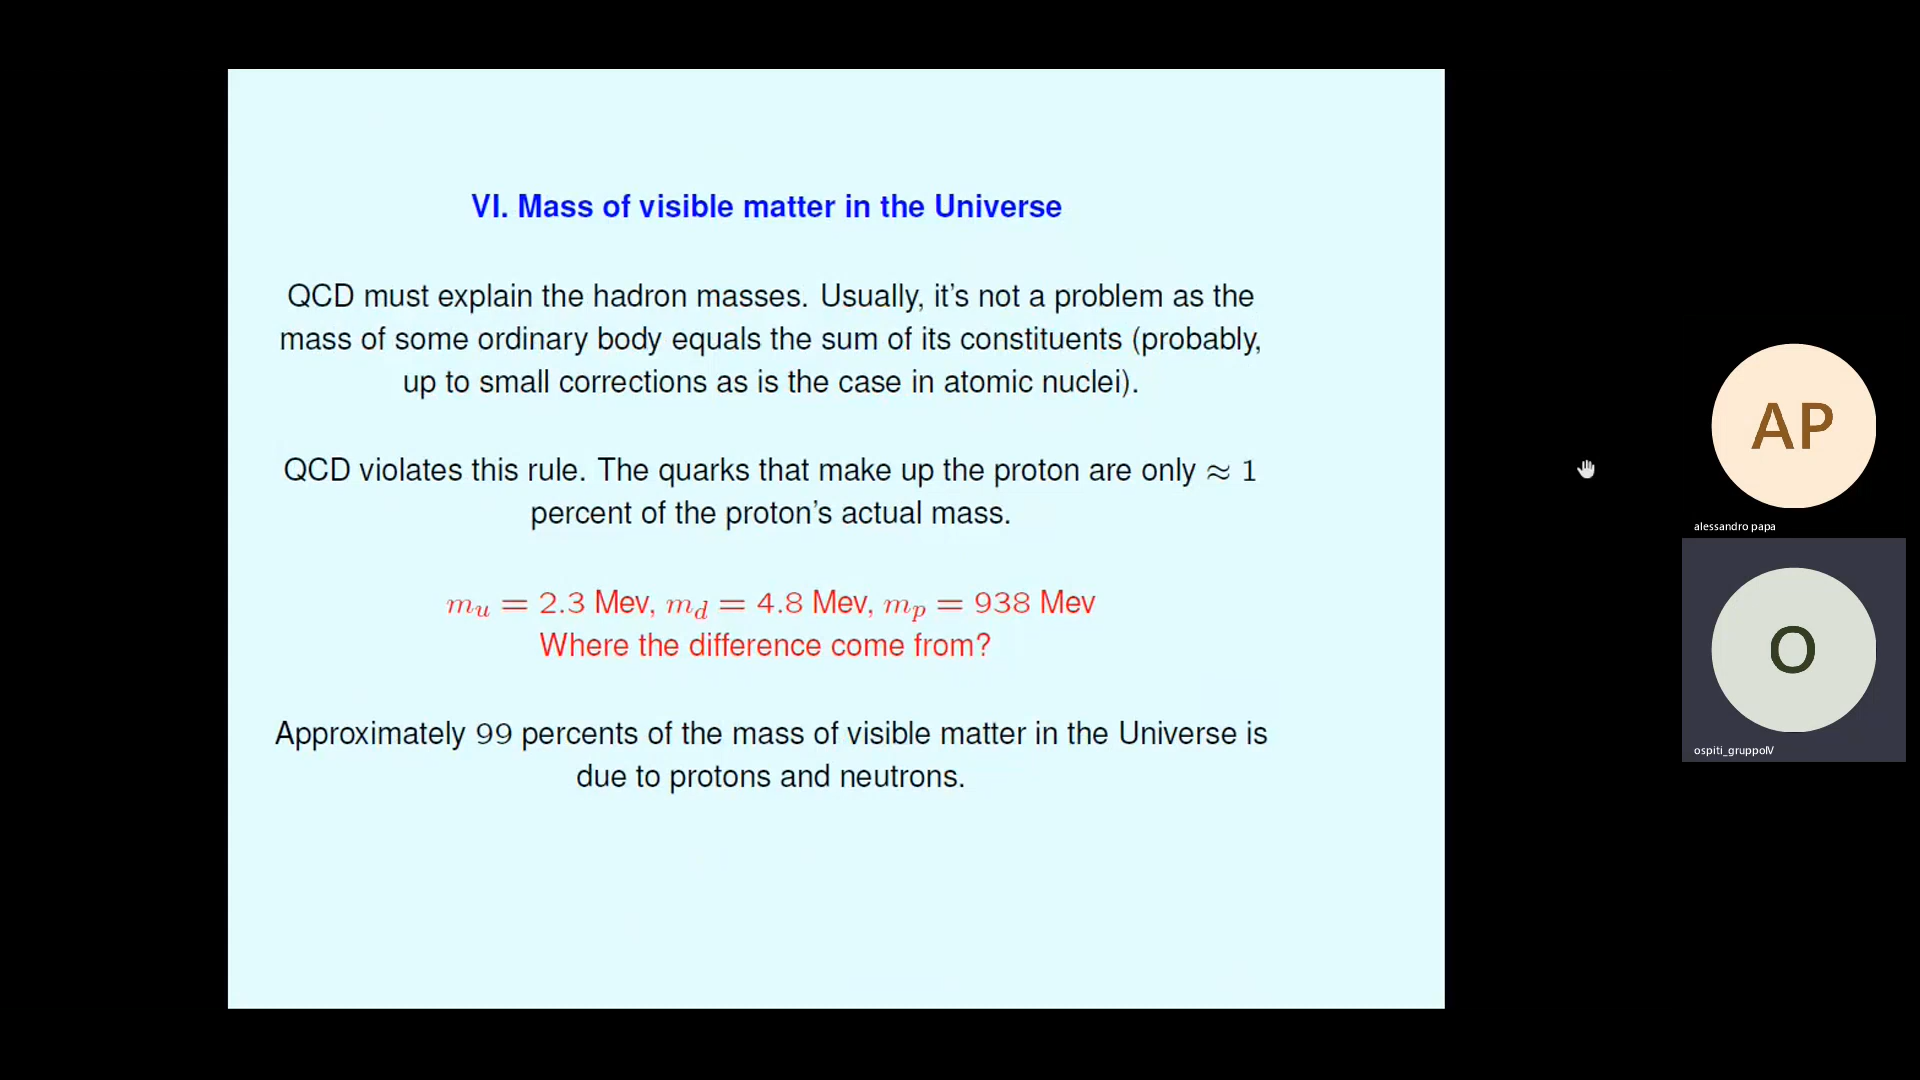 VI. Mass of visible matter in the Universe
QCD must explain the hadron masses. Usually, it's not a problem as the
mass of some ordinary body equals the sum of its constituents (probably,
up to small corrections as is the case in atomic nuclei).
QCD violates this rule. The quarks that make up the proton are only ≈ 1
percent of the proton's actual mass.
m_u = 2.3 Mev, m_d = 4.8 Mev, m_p = 938 Mev
Where the difference come from?
Approximately 99 percents of the mass of visible matter in the Universe is
due to protons and neutrons.
AP
alessandro papa
O
ospiti_gruppoIV